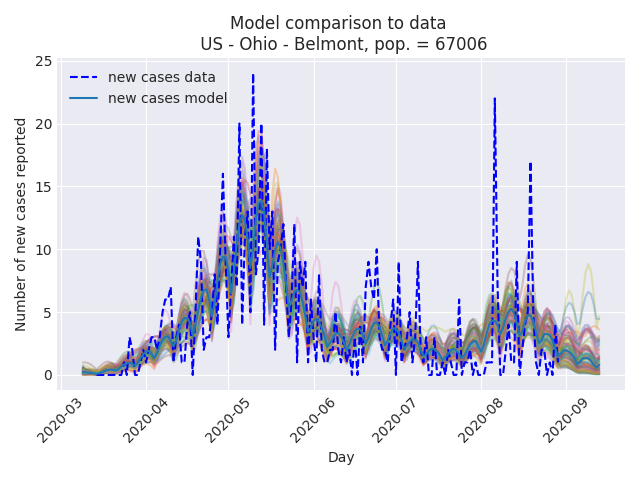 Model comparison to data
US - Ohio - Belmont, pop. = 67006
new cases data
new cases model
Number of new cases reported
25
20
15
10
5
0
2020-03
2020-04
2020-05
2020-06
2020-07
2020-08
2020-09
Day